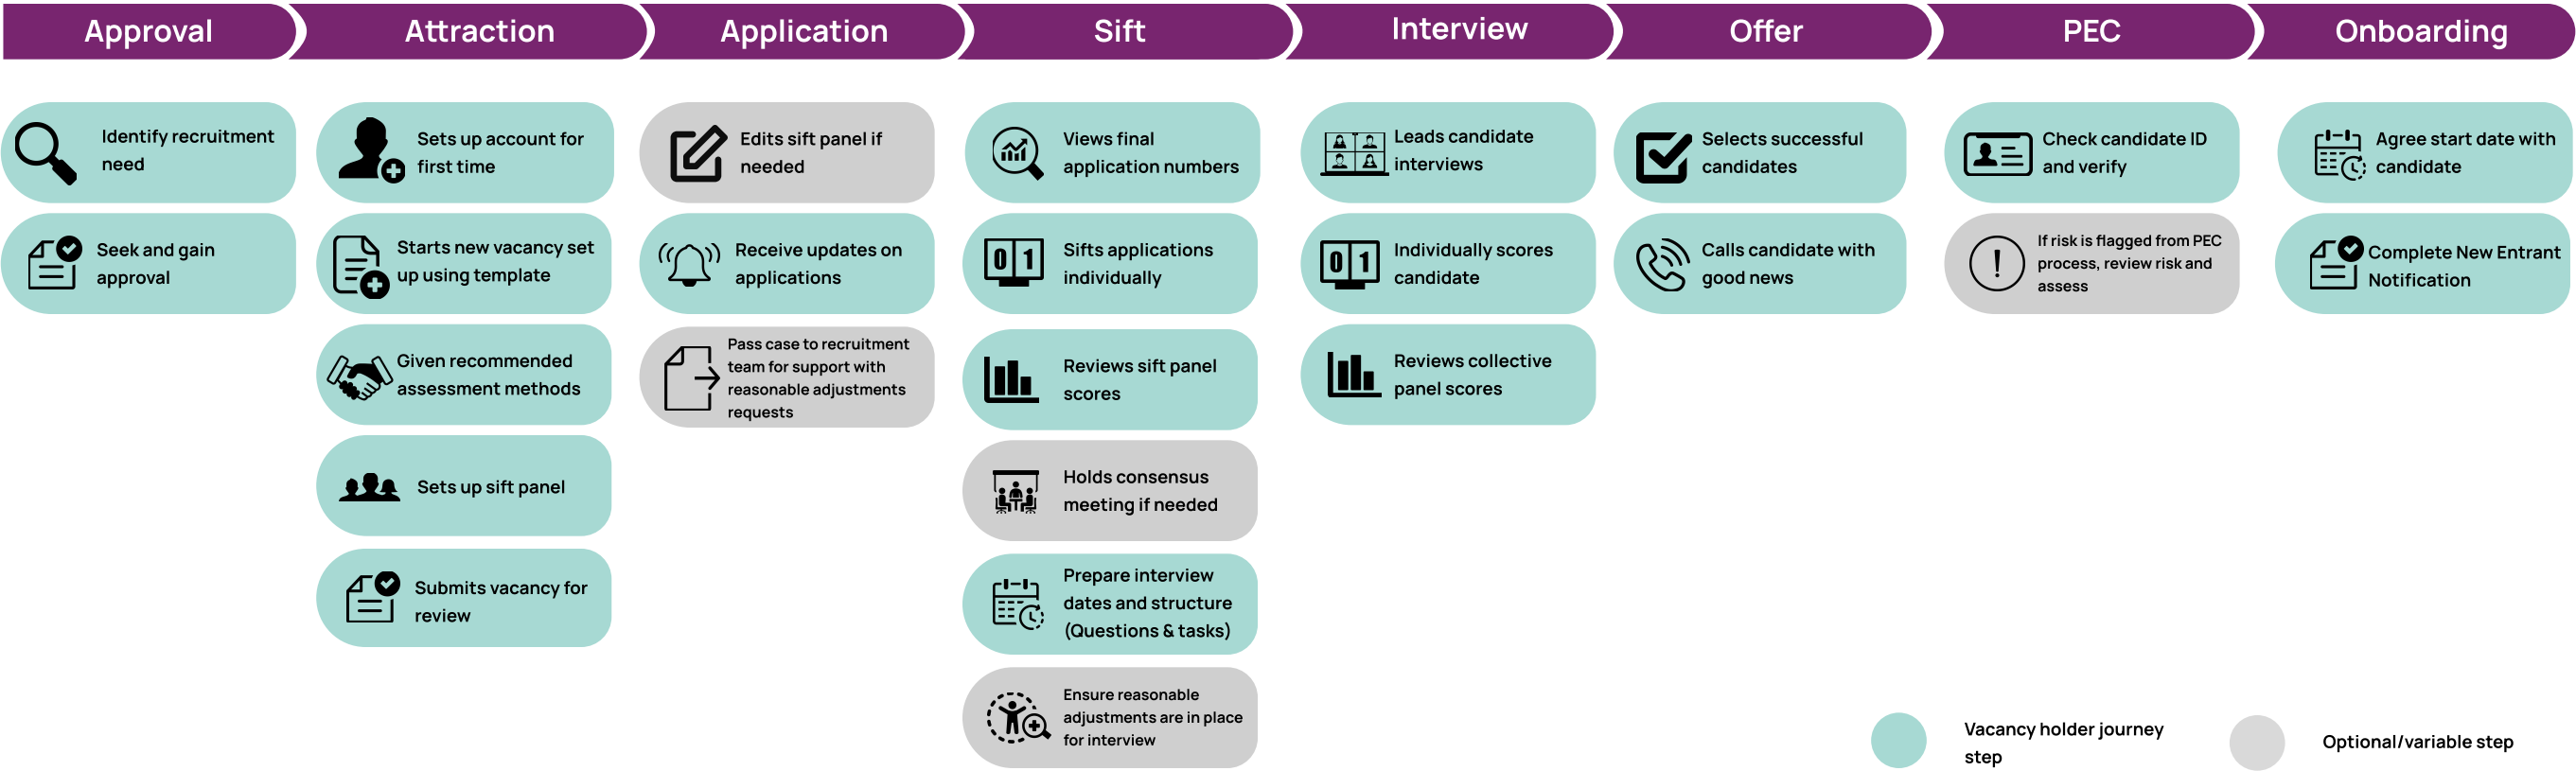 Approval
Attraction
Application
Sift
Interview
Offer
PEC
Onboarding
Identify recruitment
need
Seek and gain
approval
Sets up account for
first time
Starts new vacancy set
up using template
Given recommended
assessment methods
Sets up sift panel
Submits vacancy for
review
Edits sift panel if
needed
Receive updates on
applications
Pass case to recruitment
team for support with
reasonable adjustments
requests
Views final
application numbers
0 1
Sifts applications
individually
Reviews sift panel
scores
Holds consensus
meeting if needed
Prepare interview
dates and structure
(Questions & tasks)
Ensure reasonable
adjustments are in place
for interview
Leads candidate
interviews
0 1
Individually scores
candidate
Reviews collective
panel scores
Selects successful
candidates
Calls candidate with
good news
Check candidate ID
and verify
If risk is flagged from PEC
process, review risk and
assess
Agree start date with
candidate
Complete New Entrant
Notification
Vacancy holder journey
step
Optional/variable step